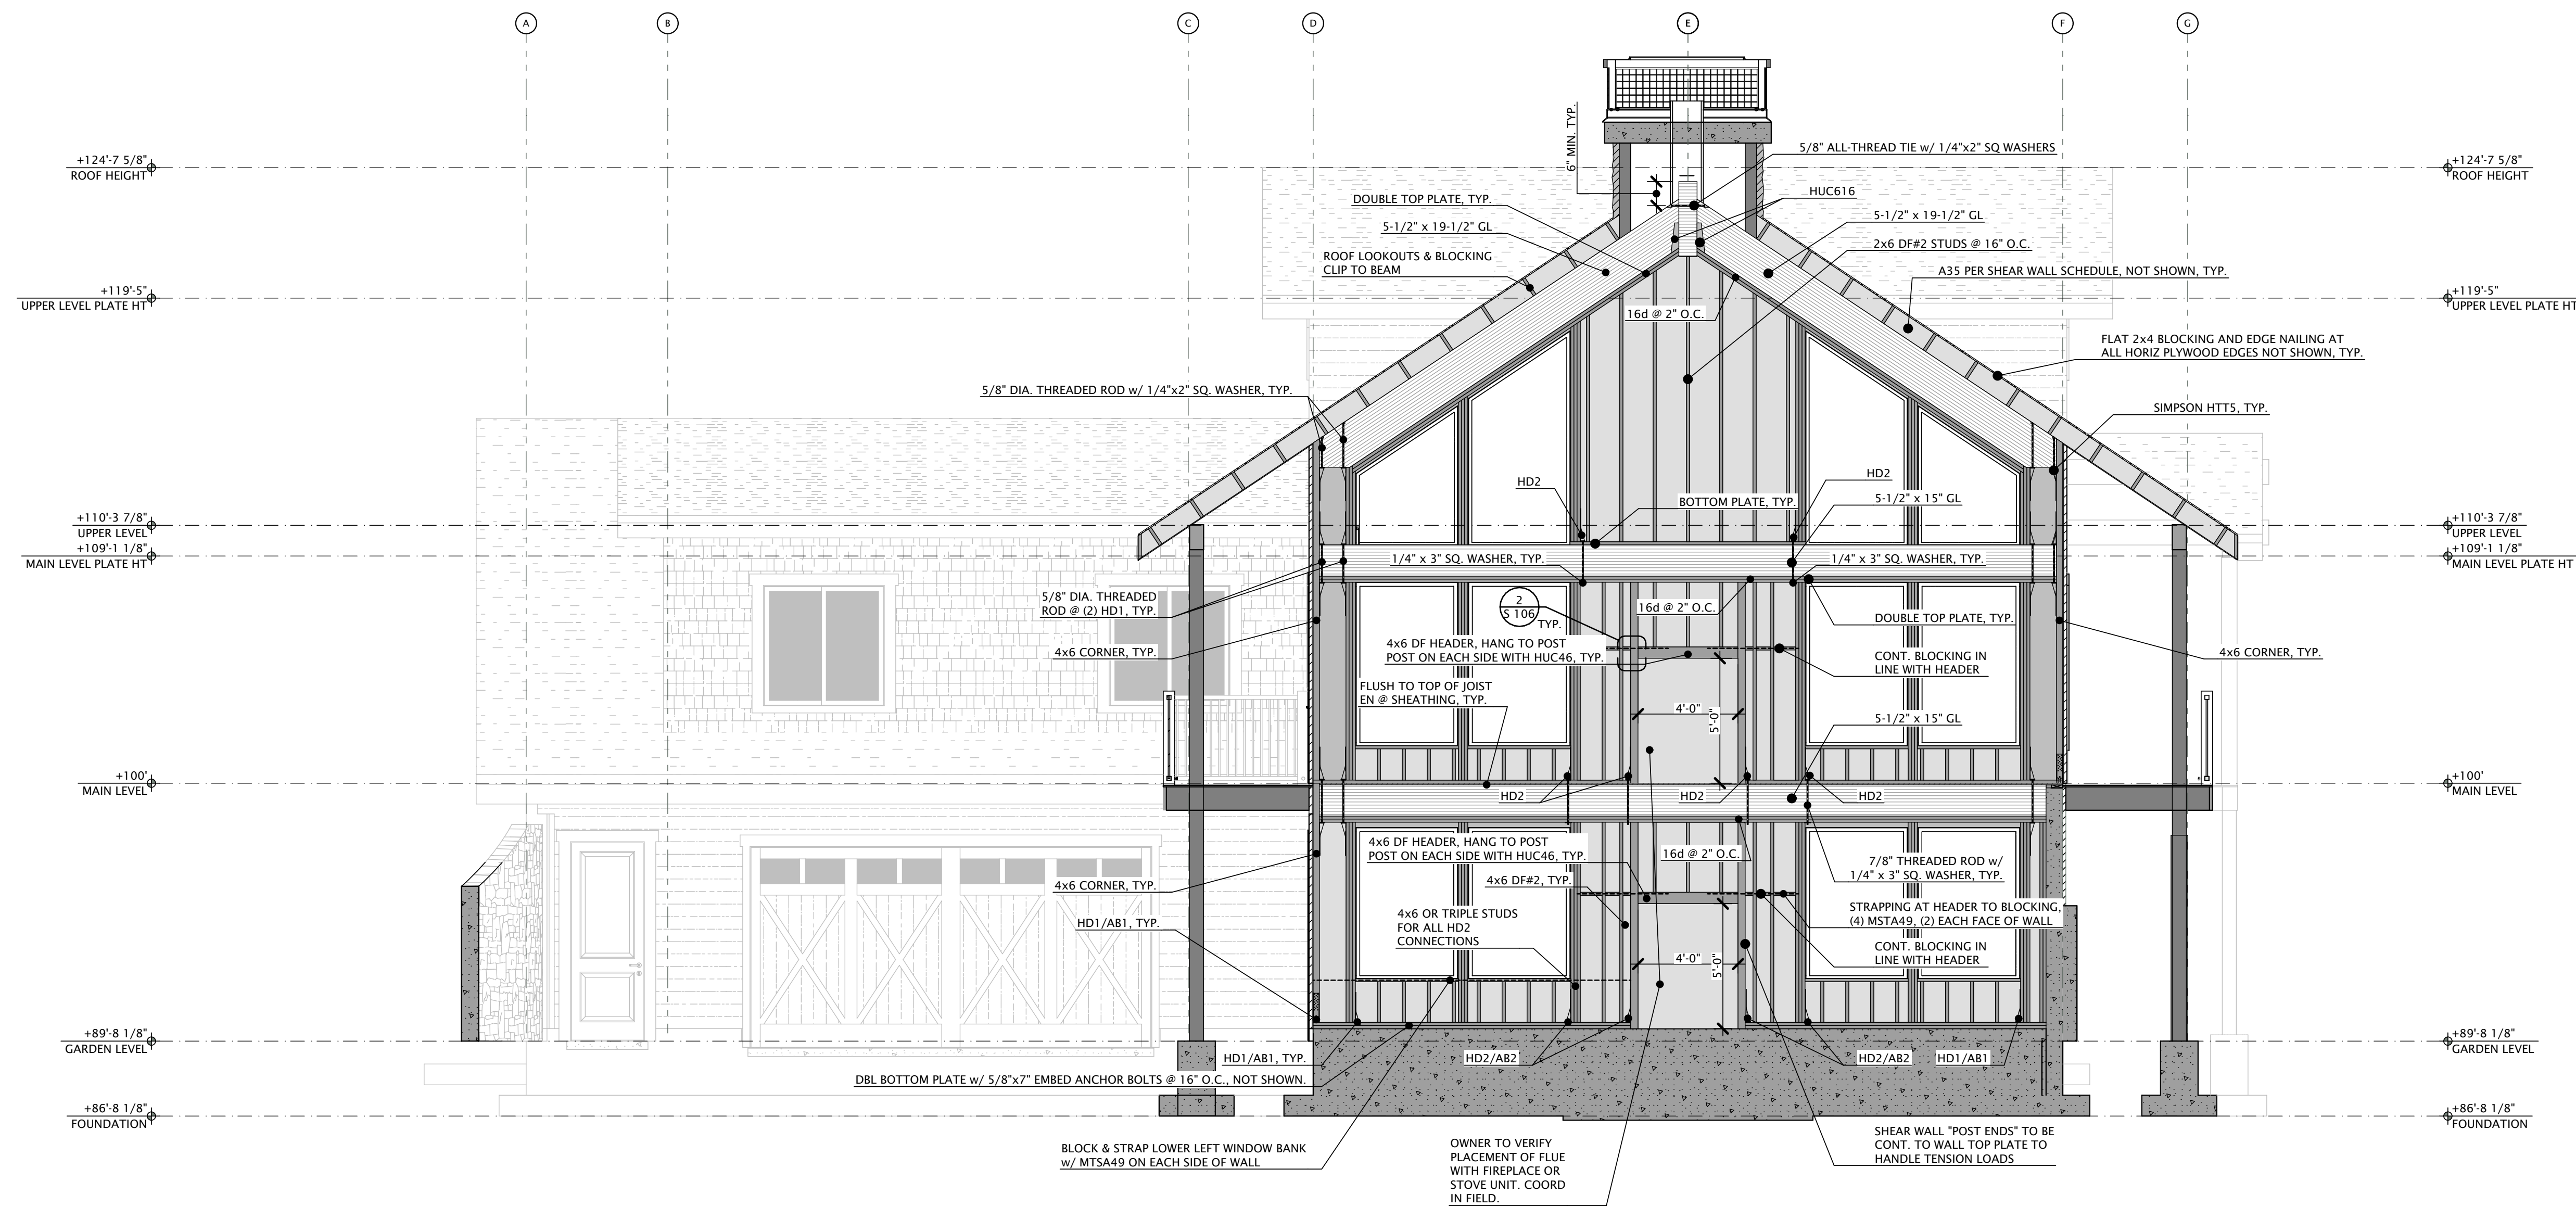 A
B
C
D
E
F
G
+124'-7 5/8"
ROOF HEIGHT
+119'-5"
UPPER LEVEL PLATE HT
+110'-3 7/8"
UPPER LEVEL
+109'-1 1/8"
MAIN LEVEL PLATE HT
+100'
MAIN LEVEL
+89'-8 1/8"
GARDEN LEVEL
+86'-8 1/8"
FOUNDATION
6" MIN. TYP.
DOUBLE TOP PLATE, TYP.
5-1/2" x 19-1/2" GL
ROOF LOOKOUTS & BLOCKING
CLIP TO BEAM
5/8" DIA. THREADED ROD w/ 1/4"x2" SQ. WASHER, TYP.
5/8" DIA. THREADED
ROD @ (2) HD1, TYP.
4x6 CORNER, TYP.
4x6 CORNER, TYP.
HD1/AB1, TYP.
HD1/AB1, TYP.
DBL BOTTOM PLATE w/ 5/8"x7" EMBED ANCHOR BOLTS @ 16" O.C., NOT SHOWN.
BLOCK & STRAP LOWER LEFT WINDOW BANK
w/ MTSA49 ON EACH SIDE OF WALL
16d @ 2" O.C.
HD2
BOTTOM PLATE, TYP.
HD2
5-1/2" x 15" GL
1/4" x 3" SQ. WASHER, TYP.
1/4" x 3" SQ. WASHER, TYP.
2
S 106
TYP.
16d @ 2" O.C.
DOUBLE TOP PLATE, TYP.
4x6 DF HEADER, HANG TO POST
POST ON EACH SIDE WITH HUC46, TYP.
CONT. BLOCKING IN
LINE WITH HEADER
FLUSH TO TOP OF JOIST
EN @ SHEATHING, TYP.
4'-0"
5'-0"
5-1/2" x 15" GL
HD2
HD2
HD2
4x6 DF HEADER, HANG TO POST
POST ON EACH SIDE WITH HUC46, TYP.
16d @ 2" O.C.
7/8" THREADED ROD w/
1/4" x 3" SQ. WASHER, TYP.
4x6 DF#2, TYP.
4x6 OR TRIPLE STUDS
FOR ALL HD2
CONNECTIONS
STRAPPING AT HEADER TO BLOCKING,
(4) MSTA49, (2) EACH FACE OF WALL
CONT. BLOCKING IN
LINE WITH HEADER
4'-0"
5'-0"
HD2/AB2
HD2/AB2
HD1/AB1
OWNER TO VERIFY
PLACEMENT OF FLUE
WITH FIREPLACE OR
STOVE UNIT. COORD
IN FIELD.
SHEAR WALL "POST ENDS" TO BE
CONT. TO WALL TOP PLATE TO
HANDLE TENSION LOADS
5/8" ALL-THREAD TIE w/ 1/4"x2" SQ WASHERS
HUC616
5-1/2" x 19-1/2" GL
2x6 DF#2 STUDS @ 16" O.C.
A35 PER SHEAR WALL SCHEDULE, NOT SHOWN, TYP.
FLAT 2x4 BLOCKING AND EDGE NAILING AT
ALL HORIZ PLYWOOD EDGES NOT SHOWN, TYP.
SIMPSON HTT5, TYP.
4x6 CORNER, TYP.
+124'-7 5/8"
ROOF HEIGHT
+119'-5"
UPPER LEVEL PLATE HT
+110'-3 7/8"
UPPER LEVEL
+109'-1 1/8"
MAIN LEVEL PLATE HT
+100'
MAIN LEVEL
+89'-8 1/8"
GARDEN LEVEL
+86'-8 1/8"
FOUNDATION